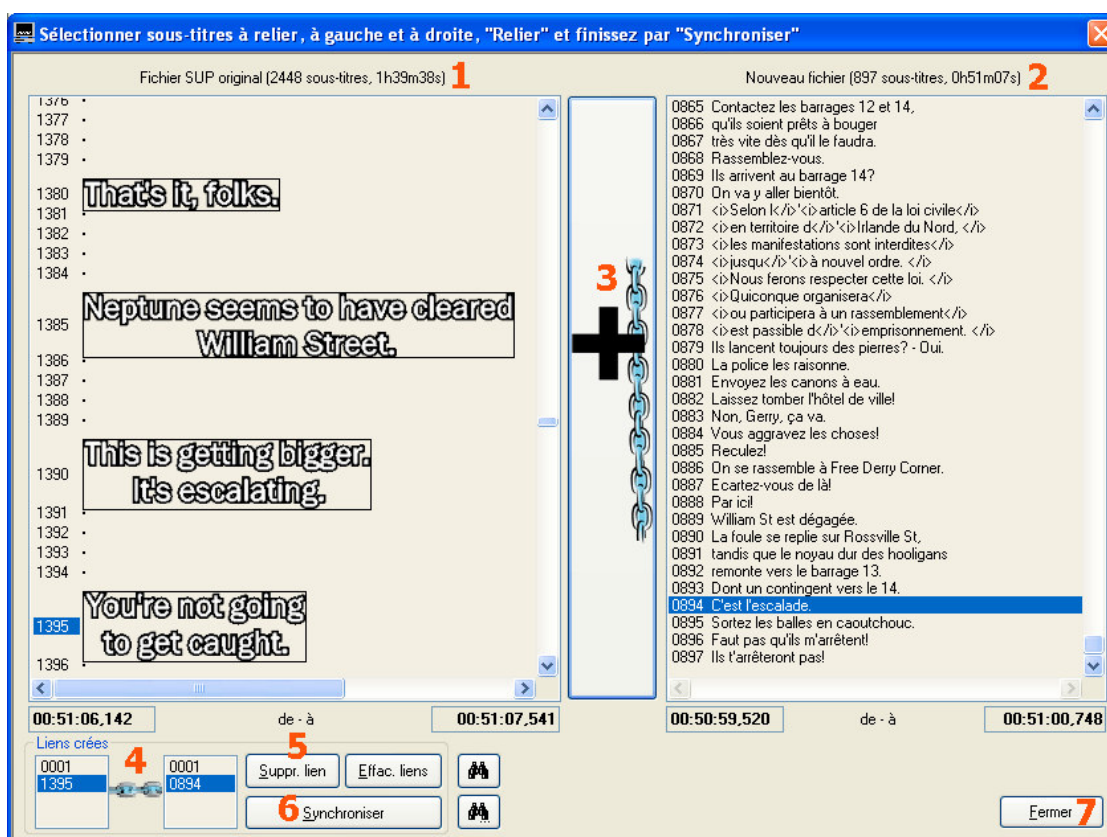 Sélectionner sous-titres à relier, à gauche et à droite, "Relier" et finissez par "Synchroniser"
Fichier SUP original (2448 sous-titres, 1h39m38s) 1
Nouveau fichier (897 sous-titres, 0h51m07s) 2
1376 .
1377 .
1378 .
1379 .
1380 That's it, folks.
1381 .
1382 .
1383 .
1384 .
1385 Neptune seems to have cleared
William Street.
1386 .
1387 .
1388 .
1389 .
1390 This is getting bigger.
It's escalating.
1391 .
1392 .
1393 .
1394 .
1395 You're not going
to get caught.
1396 .
3
0865 Contactez les barrages 12 et 14,
0866 qu'ils soient prêts à bouger
0867 très vite dès qu'il le faudra.
0868 Rassemblez-vous.
0869 Ils arrivent au barrage 14?
0870 On va y aller bientôt.
0871 <i>Selon l</i>'<i>article 6 de la loi civile</i>
0872 <i>en territoire d</i>'<i>Irlande du Nord, </i>
0873 <i>les manifestations sont interdites</i>
0874 <i>jusqu</i>'<i>à nouvel ordre. </i>
0875 <i>Nous ferons respecter cette loi. </i>
0876 <i>Quiconque organisera</i>
0877 <i>ou participera à un rassemblement</i>
0878 <i>est passible d</i>'<i>emprisonnement. </i>
0879 Ils lancent toujours des pierres? - Oui.
0880 La police les raisonne.
0881 Envoyez les canons à eau.
0882 Laissez tomber l'hôtel de ville!
0883 Non, Gerry, ça va.
0884 Vous aggravez les choses!
0885 Reculez!
0886 On se rassemble à Free Derry Corner.
0887 Ecartez-vous de là!
0888 Par ici!
0889 William St est dégagée.
0890 La foule se replie sur Rossville St,
0891 tandis que le noyau dur des hooligans
0892 remonte vers le barrage 13.
0893 Dont un contingent vers le 14.
0894 C'est l'escalade.
0895 Sortez les balles en caoutchouc.
0896 Faut pas qu'ils m'arrêtent!
0897 Ils t'arrêteront pas!
00:51:06,142 de - à 00:51:07,541
00:50:59,520 de - à 00:51:00,748
Liens crées
0001
1395
4
0001
0894
5
Suppr. lien
Effac. liens
6 Synchroniser
Fermer 7